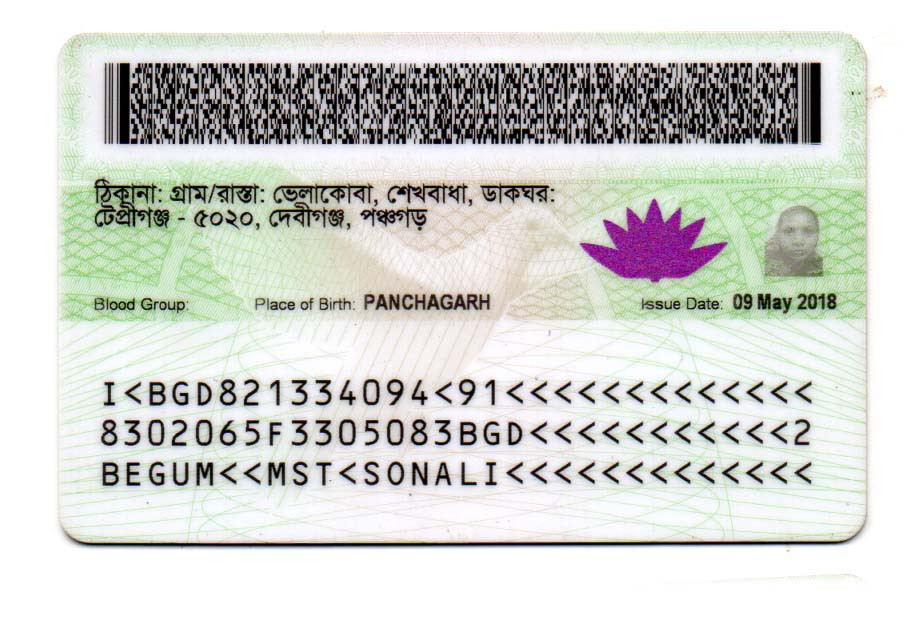 ঠিকানা: গ্রাম/রাস্তা: ভেলাকোবা, শেখবাধা, ডাকঘর:
টেপ্রীগঞ্জ - ৫০২০, দেবীগঞ্জ, পঞ্চগড়
Blood Group: Place of Birth: PANCHAGARH Issue Date: 09 May 2018
I<BGD821334094<91<<<<<<<<<<<<<
8302065F3305083BGD<<<<<<<<<<<2
BEGUM<<MST<SONALI<<<<<<<<<<<<<